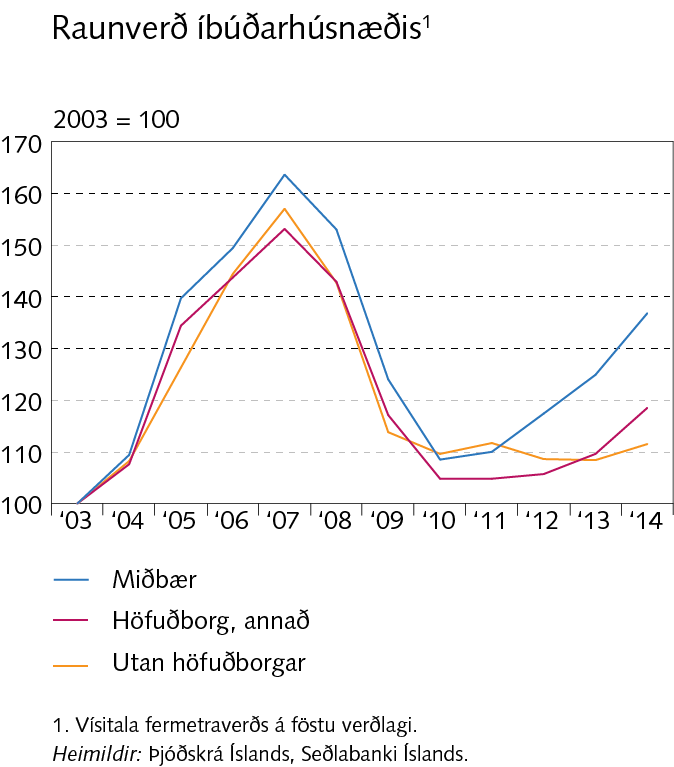 Raunverð íbúðarhúsnæðis¹
2003 = 100
170
160
150
140
130
120
110
100
‘03 ‘04 ‘05 ‘06 ‘07 ‘08 ‘09 ‘10 ‘11 ‘12 ‘13 ‘14
Miðbær
Höfuðborg, annað
Utan höfuðborgar
1. Vísitala fermetraverðs á föstu verðlagi.
Heimildir: Þjóðskrá Íslands, Seðlabanki Íslands.